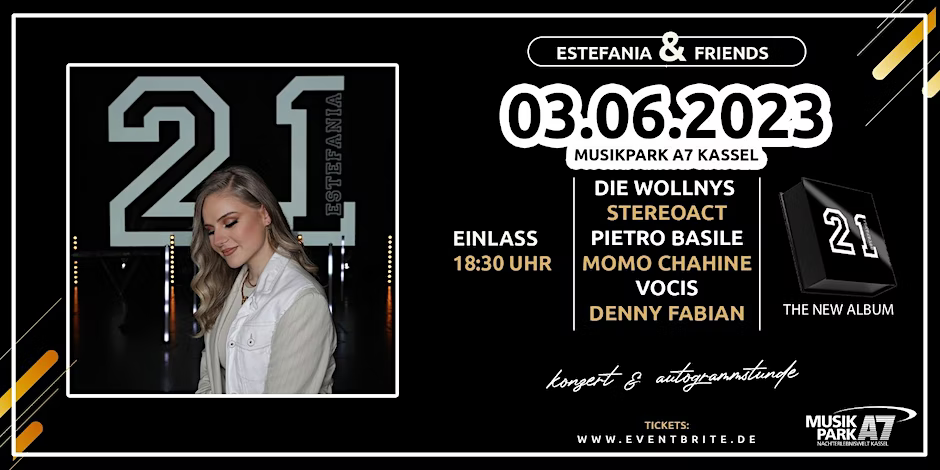 21
ESTEFANIA
ESTEFANIA & FRIENDS
03.06.2023
MUSIKPARK A7 KASSEL
EINLASS
18:30 UHR
DIE WOLLNYS
STEREOACT
PIETRO BASILE
MOMO CHAHINE
VOCIS
DENNY FABIAN
21
THE NEW ALBUM
konzert & autogrammstunde
TICKETS:
WWW.EVENTBRITE.DE
MUSIK
PARK A7
NACHTERLEBNISWELT KASSEL